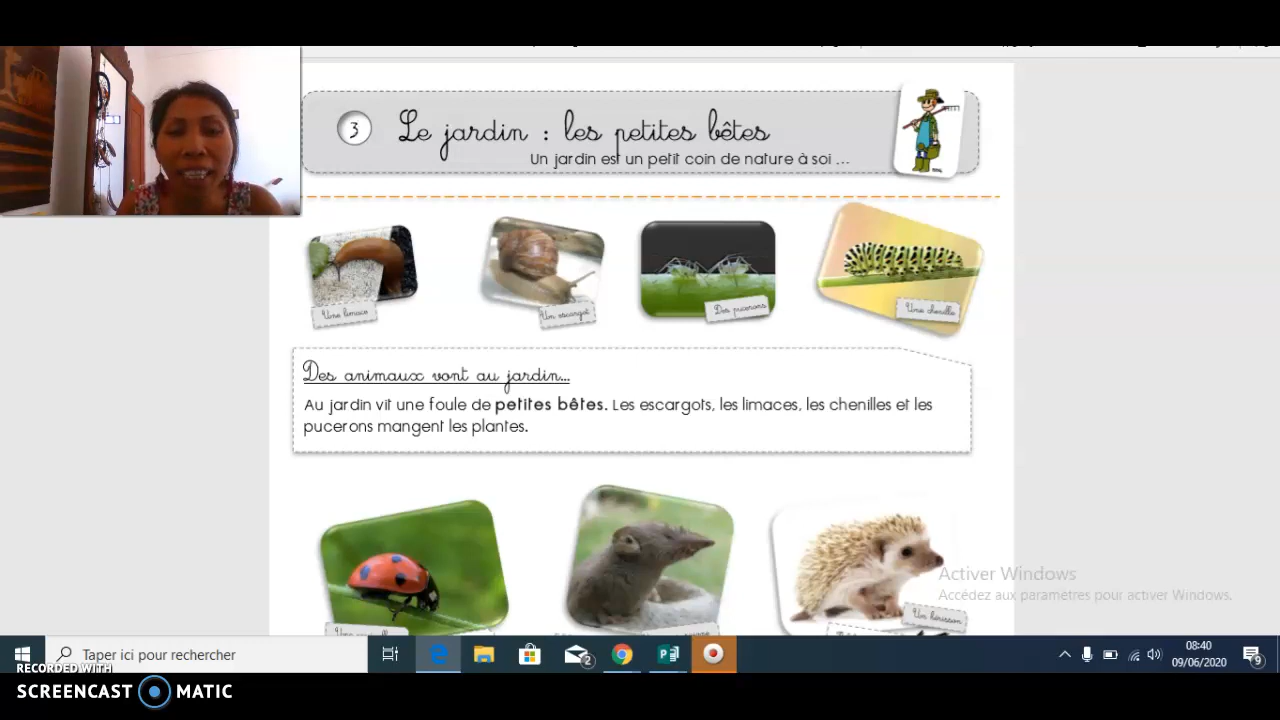 3
Le jardin : les petites bêtes
Un jardin est un petit coin de nature à soi ...
Une limace
Un escargot
Des pucerons
Une chenille
Des animaux vont au jardin...
Au jardin vit une foule de petites bêtes. Les escargots, les limaces, les chenilles et les
pucerons mangent les plantes.
Un hérisson
Activer Windows
Accédez aux paramètres pour activer Windows.
Taper ici pour rechercher
2
08:40
09/06/2020
9
RECORDED WITH
SCREENCAST MATIC